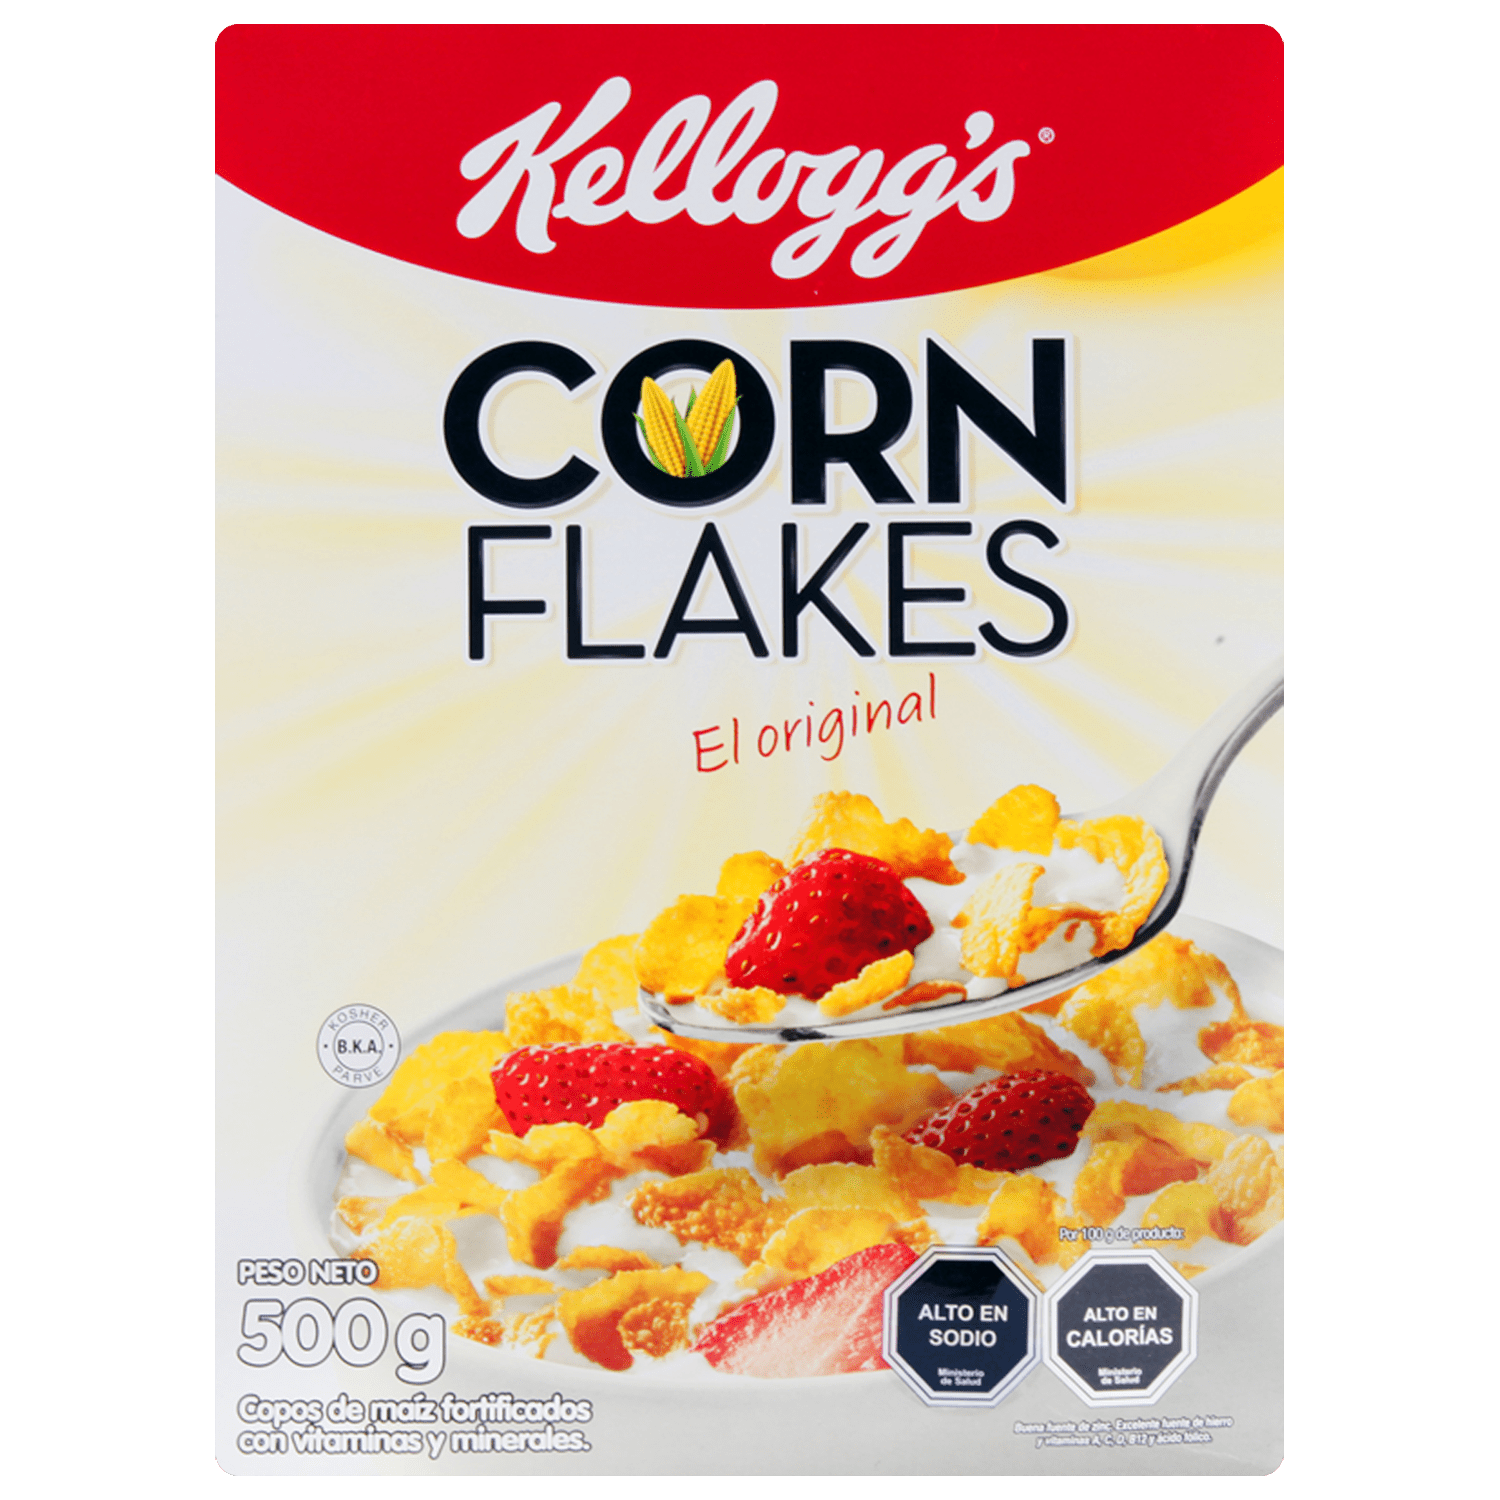 Kellogg's®
CORN
FLAKES
El original
KOSHER
B.K.A.
PARVE
Por 100 g de producto:
ALTO EN
SODIO
Ministerio
de Salud
ALTO EN
CALORÍAS
Ministerio
de Salud
PESO NETO
500 g
Copos de maíz fortificados
con vitaminas y minerales.
Buena fuente de zinc. Excelente fuente de hierro
y vitaminas A, C, D, B12 y ácido fólico.